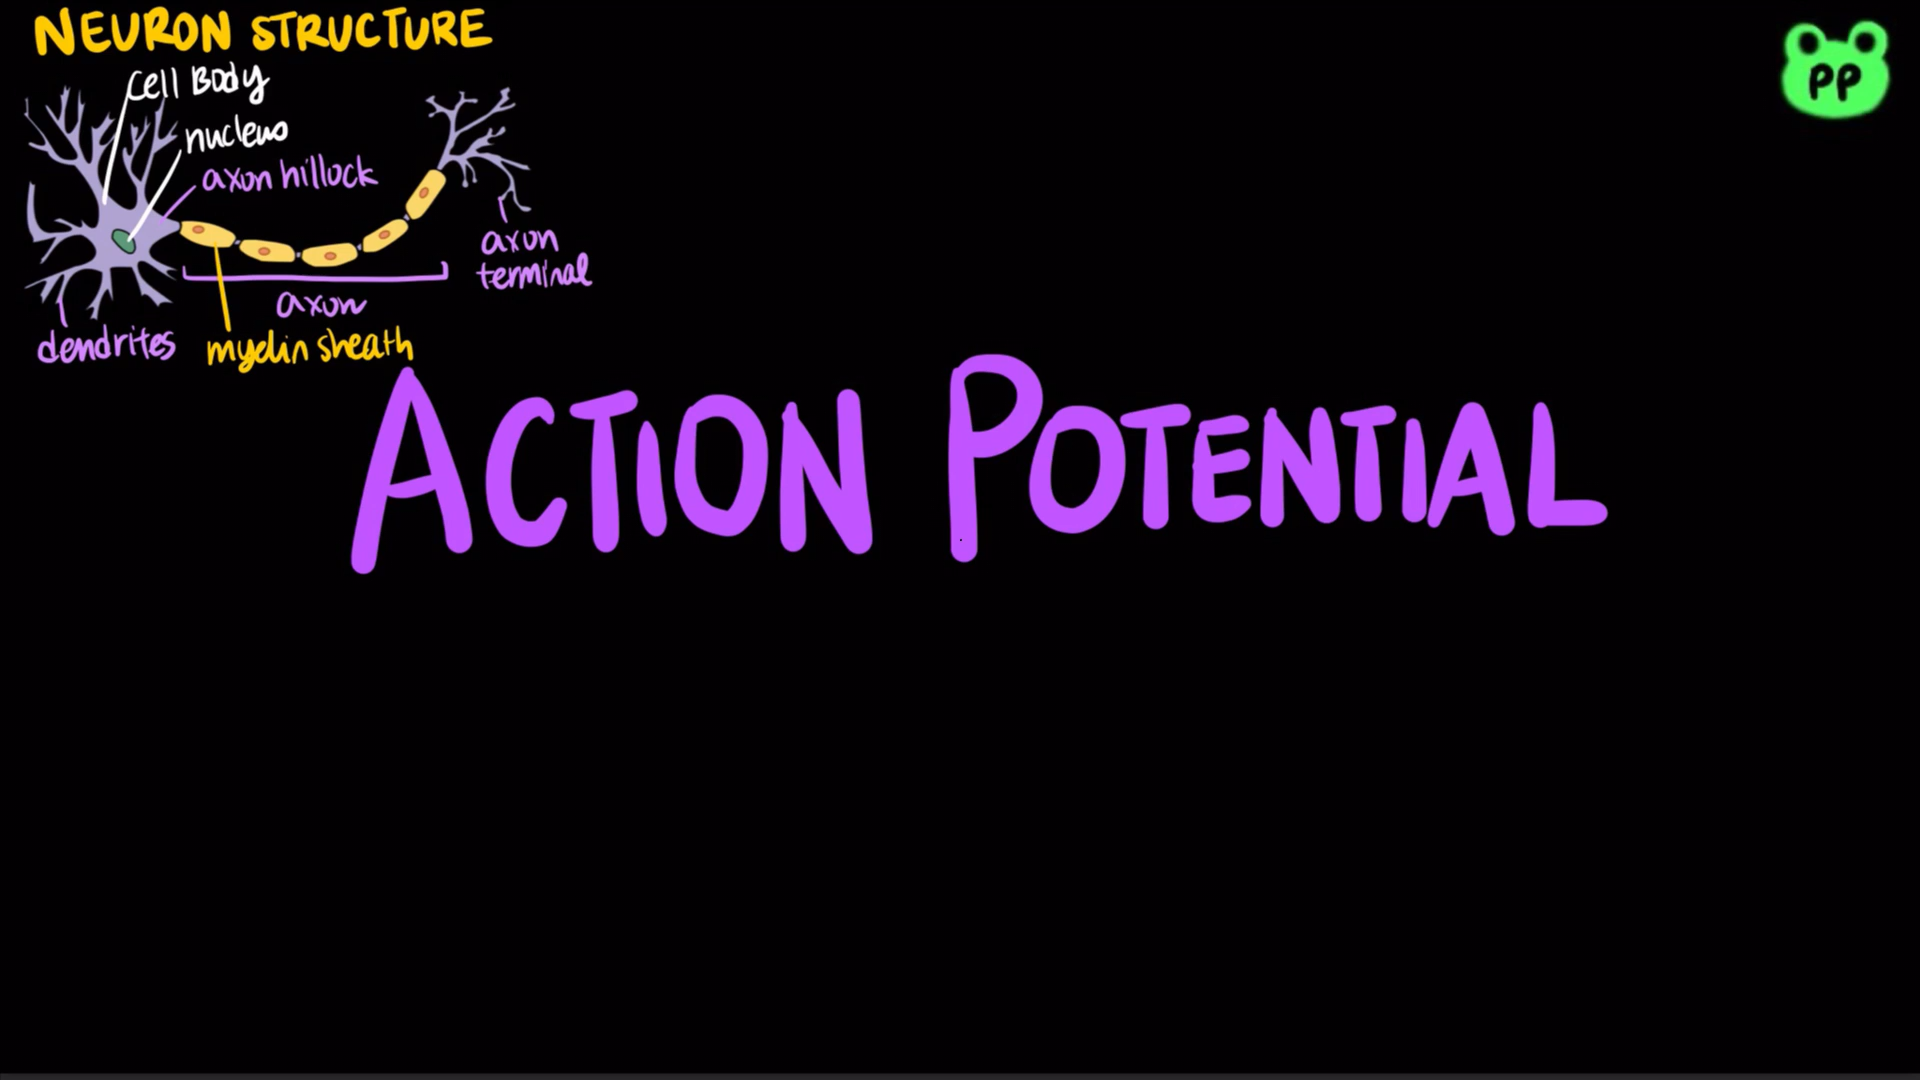 NEURON STRUCTURE
Cell Body
nucleus
axon hillock
axon
terminal
axon
dendrites
myelin sheath
ACTION POTENTIAL
PP